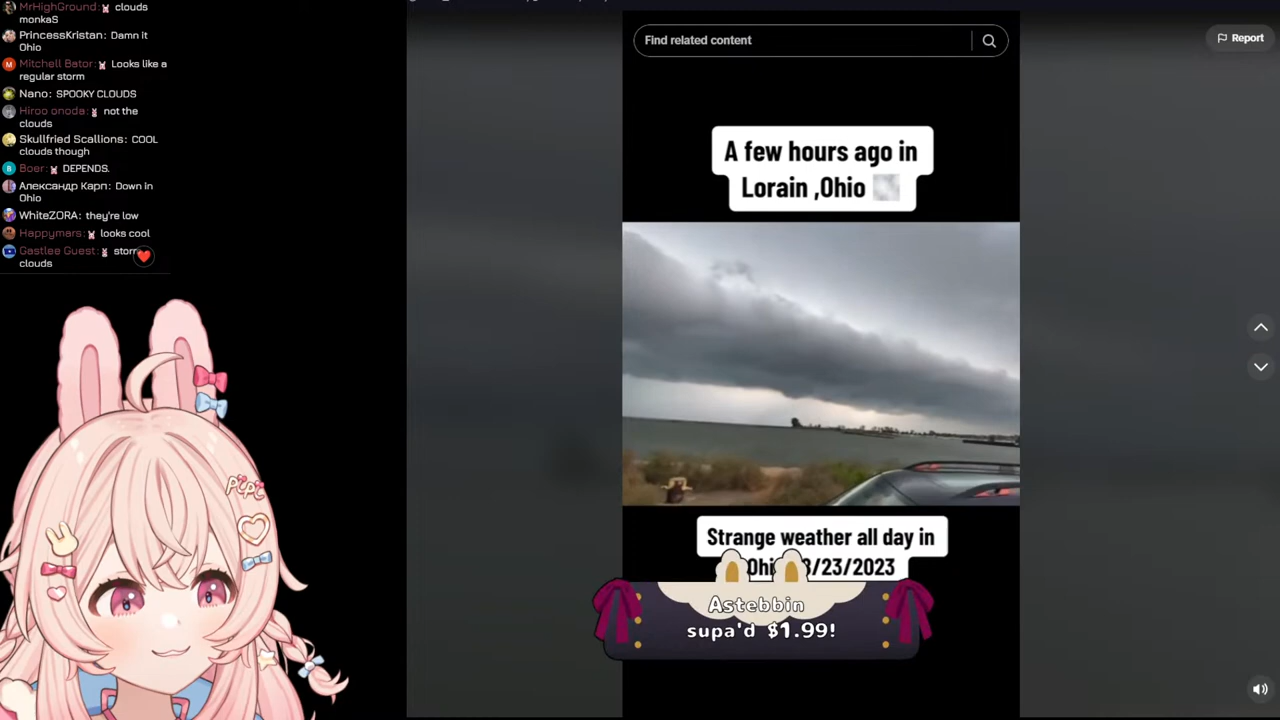 MrHighGround: clouds
monkaS
PrincessKristan: Damn it
Ohio
Mitchell Bator: Looks like a
regular storm
Nano: SPOOKY CLOUDS
Hiroo onoda: not the
clouds
Skullfried Scallions: COOL
clouds though
Boer: DEPENDS.
Александр Карп: Down in
Ohio
WhiteZORA: they're low
Happymars: looks cool
Gastlee Guest:
clouds
Find related content
Report
A few hours ago in
Lorain ,Ohio
Strange weather all day in
/23/2023
Astebbin
supa'd $1.99!
PiPi